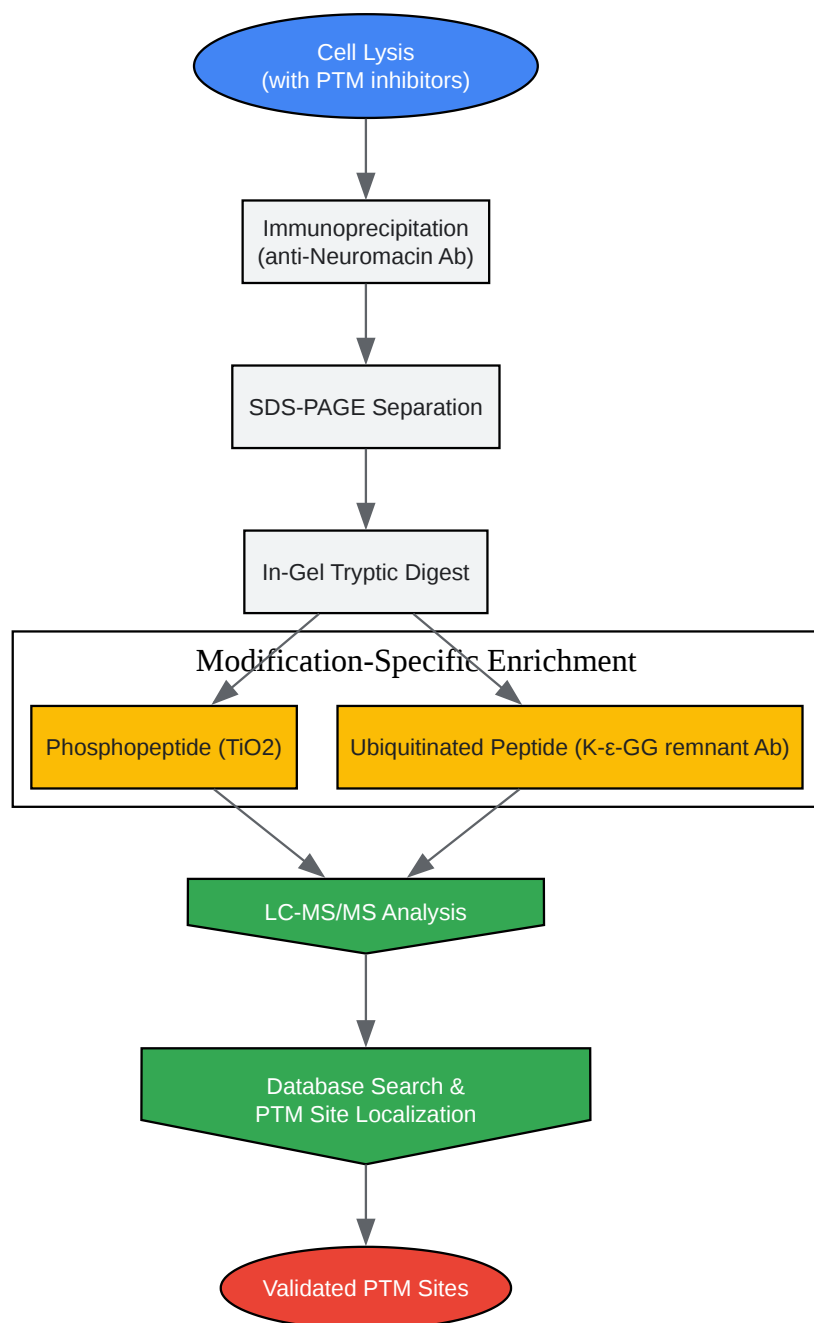 Cell Lysis
(with PTM inhibitors)
Immunoprecipitation
(anti-Neuromacin Ab)
SDS-PAGE Separation
In-Gel Tryptic Digest
Modification-Specific Enrichment
Phosphopeptide (TiO2)
Ubiquitinated Peptide (K-ε-GG remnant Ab)
LC-MS/MS Analysis
Database Search &
PTM Site Localization
Validated PTM Sites